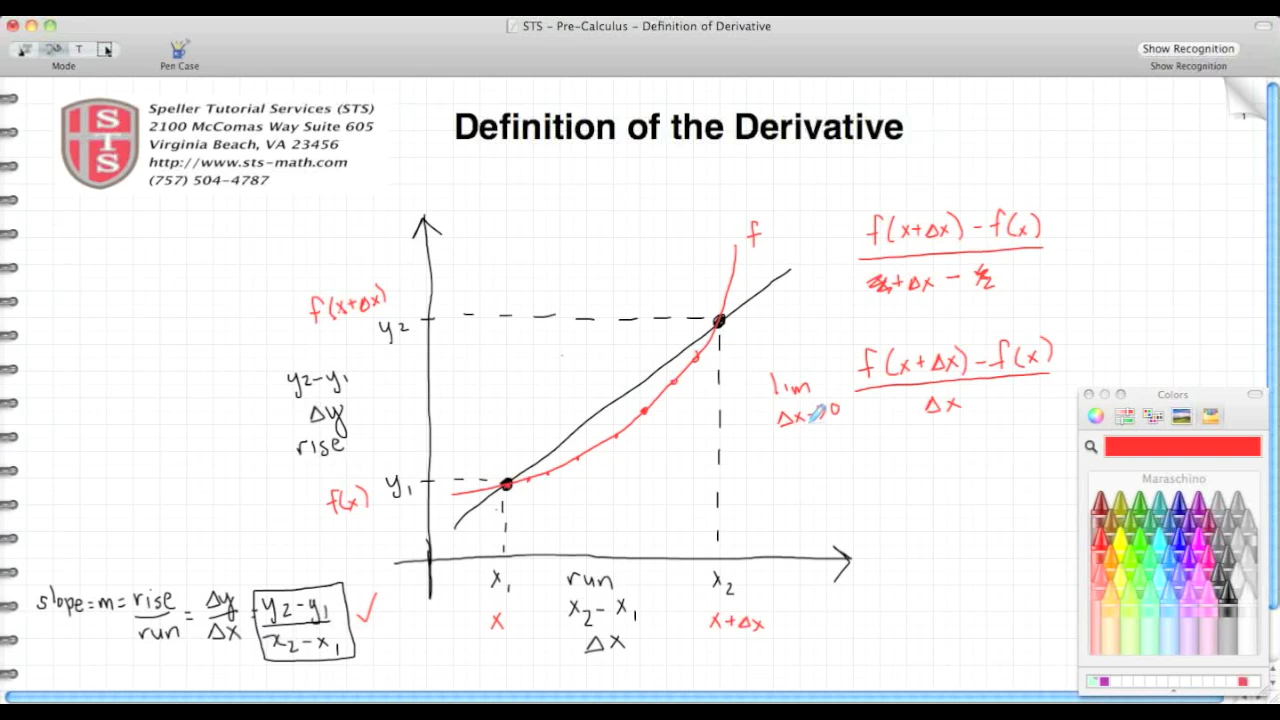 STS – Pre-Calculus – Definition of Derivative
T
Mode
Pen Case
Show Recognition
Show Recognition
1
STS
Speller Tutorial Services (STS)
2100 McComas Way Suite 605
Virginia Beach, VA 23456
http://www.sts-math.com
(757) 504-4787
Definition of the Derivative
f
f(x+Δx) - f(x)
+Δx -
f(x+Δx)
y2
y2-y1
Δy
rise
y1
f(x)
lim Δx→0
f(x+Δx) - f(x)
Δx
x1
run
x2
x
x2 - x1
x+Δx
Δx
slope = m = rise/run = Δy/Δx = y2-y1/x2-x1 ✓
Colors
Maraschino